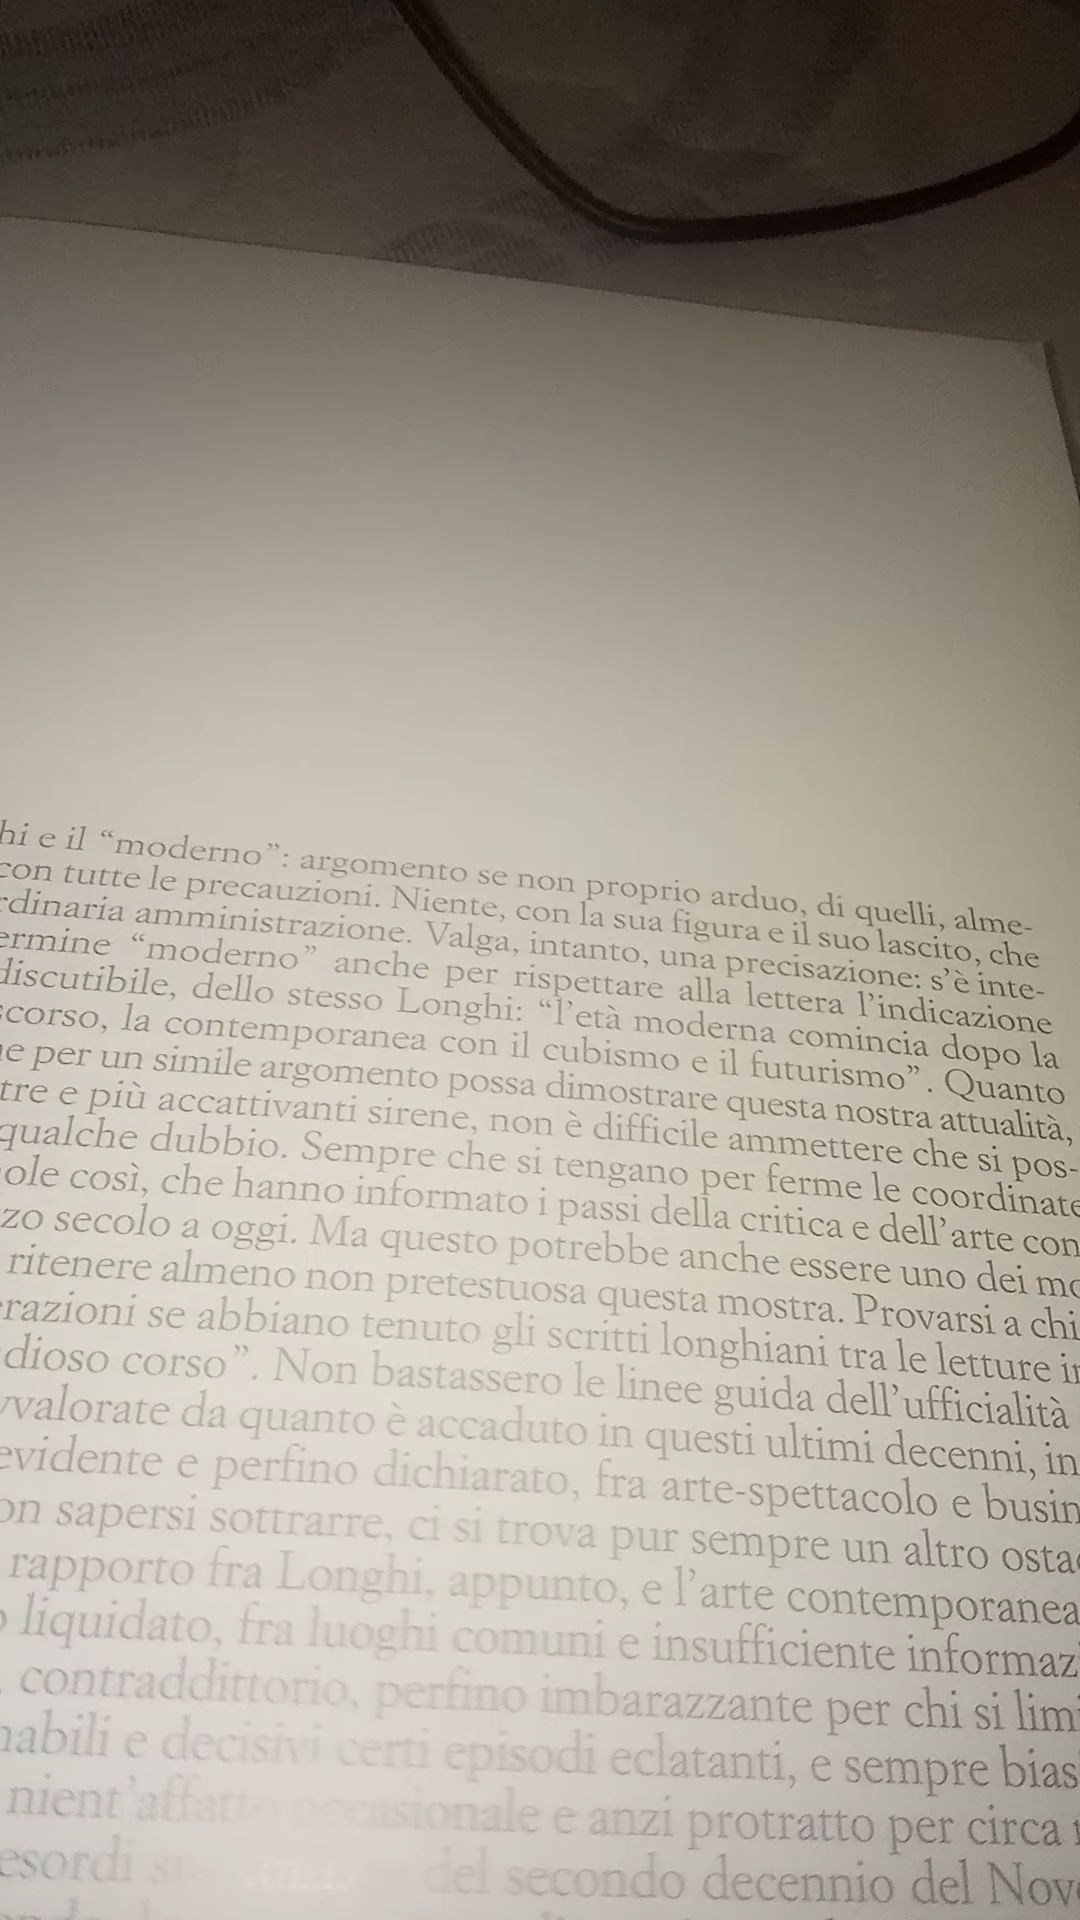 hi e il “moderno”: argomento se non proprio arduo, di quelli, alme-
con tutte le precauzioni. Niente, con la sua figura e il suo lascito, che
rdinaria amministrazione. Valga, intanto, una precisazione: s’è inte-
ermine “moderno” anche per rispettare alla lettera l’indicazione
discutibile, dello stesso Longhi: “l’età moderna comincia dopo la
scorso, la contemporanea con il cubismo e il futurismo”. Quanto
ne per un simile argomento possa dimostrare questa nostra attualità,
tre e più accattivanti sirene, non è difficile ammettere che si pos-
qualche dubbio. Sempre che si tengano per ferme le coordinate
ole così, che hanno informato i passi della critica e dell’arte con
zo secolo a oggi. Ma questo potrebbe anche essere uno dei mo
ritenere almeno non pretestuosa questa mostra. Provarsi a chi
razioni se abbiano tenuto gli scritti longhiani tra le letture in
dioso corso”. Non bastassero le linee guida dell’ufficialità
vvalorate da quanto è accaduto in questi ultimi decenni, in
evidente e perfino dichiarato, fra arte-spettacolo e busin
on sapersi sottrarre, ci si trova pur sempre un altro osta
rapporto fra Longhi, appunto, e l’arte contemporanea
o liquidato, fra luoghi comuni e insufficiente informaz
contraddittorio, perfino imbarazzante per chi si limi
nabili e decisivi certi episodi eclatanti, e sempre bias
nient’affatto occasionale e anzi protratto per circa
esordi del secondo decennio del Nov